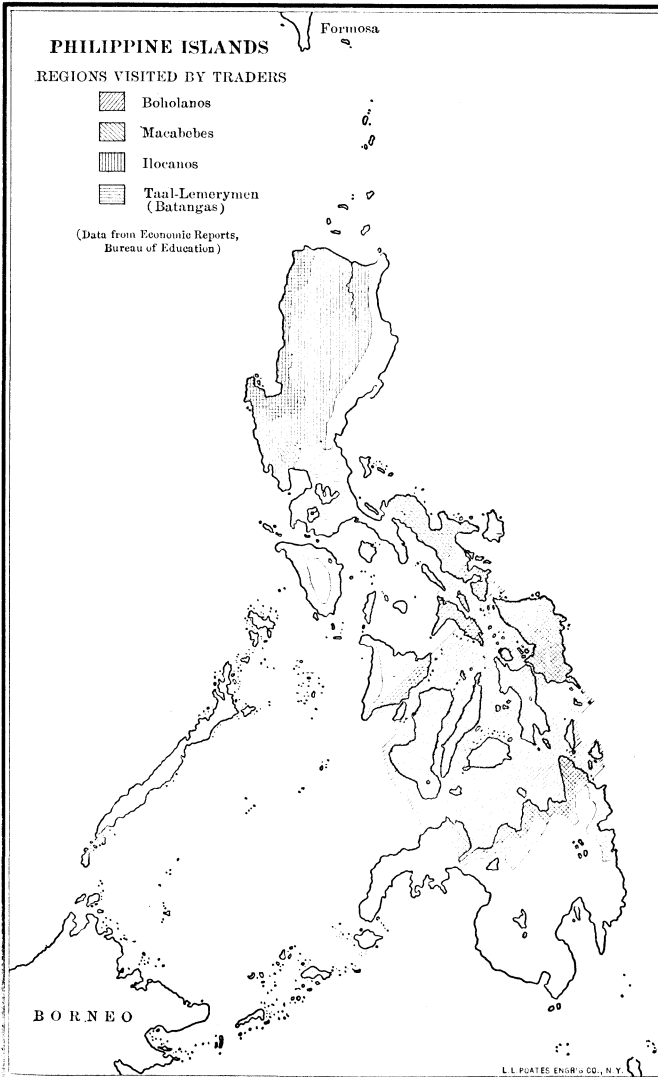 Formosa
PHILIPPINE ISLANDS
REGIONS VISITED BY TRADERS
Boholanos
Macabebes
Ilocanos
Taal-Lemerymen
(Batangas)
(Data from Economic Reports,
Bureau of Education)
BORNEO
L.L. POATES ENGR'G CO., N.Y.